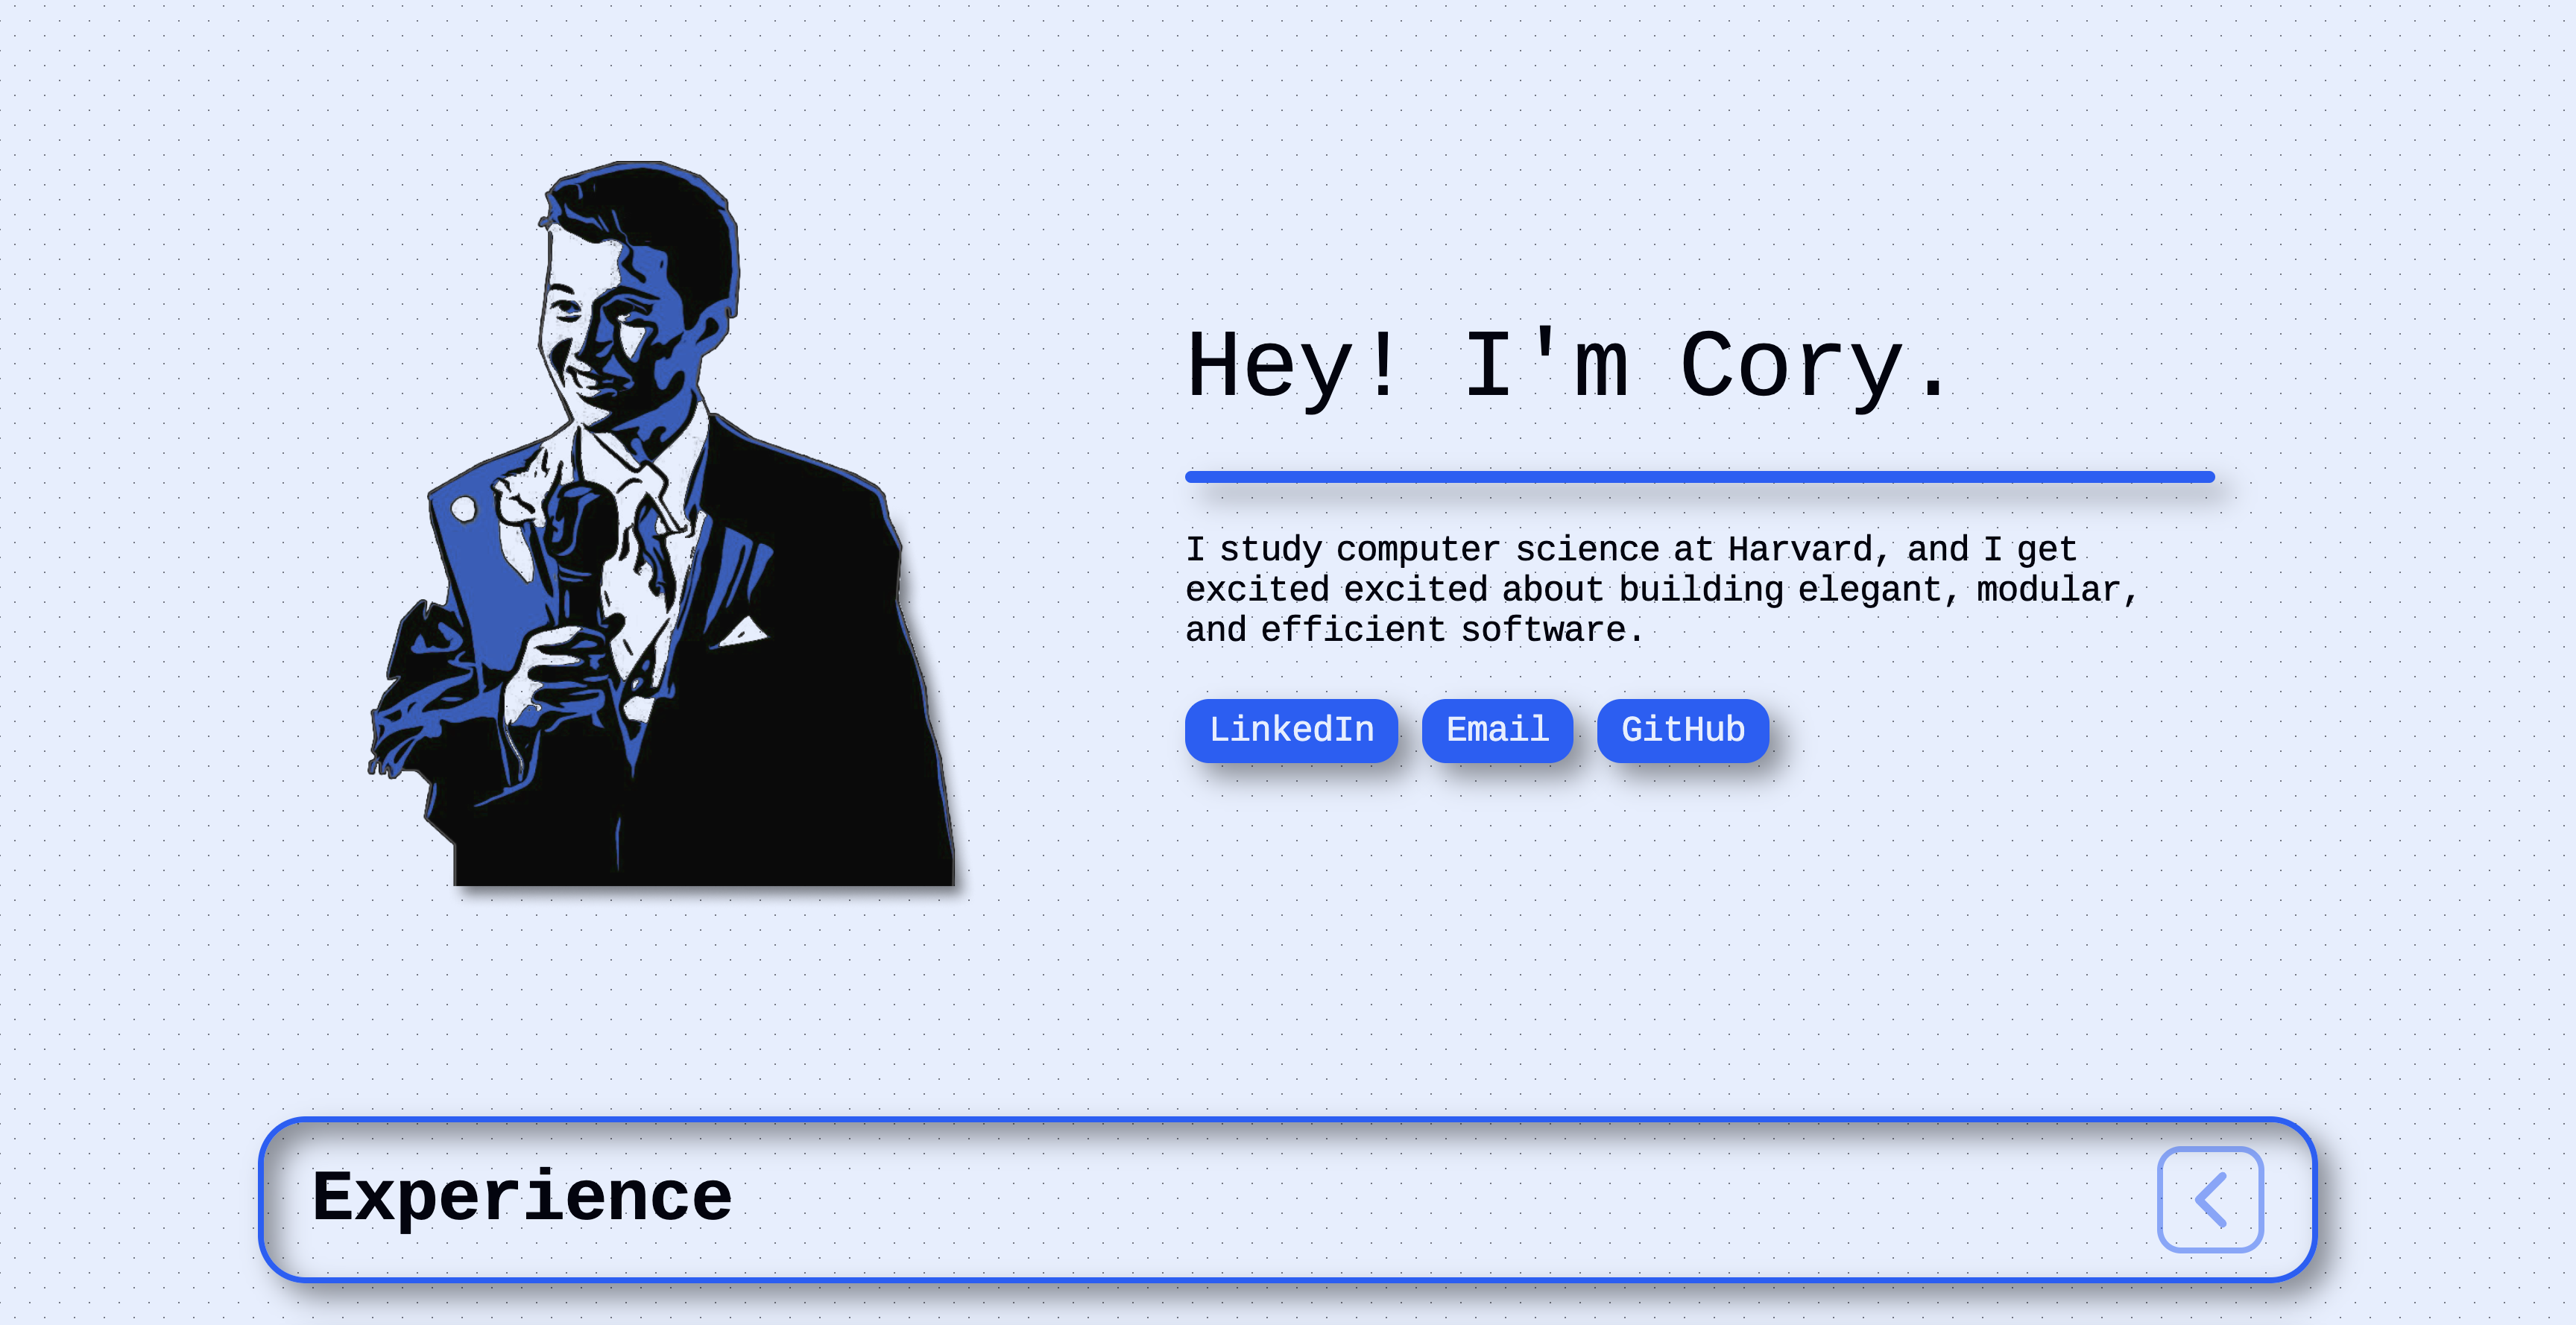 Hey! I'm Cory.
I study computer science at Harvard, and I get
excited excited about building elegant, modular,
and efficient software.
LinkedIn Email GitHub
Experience